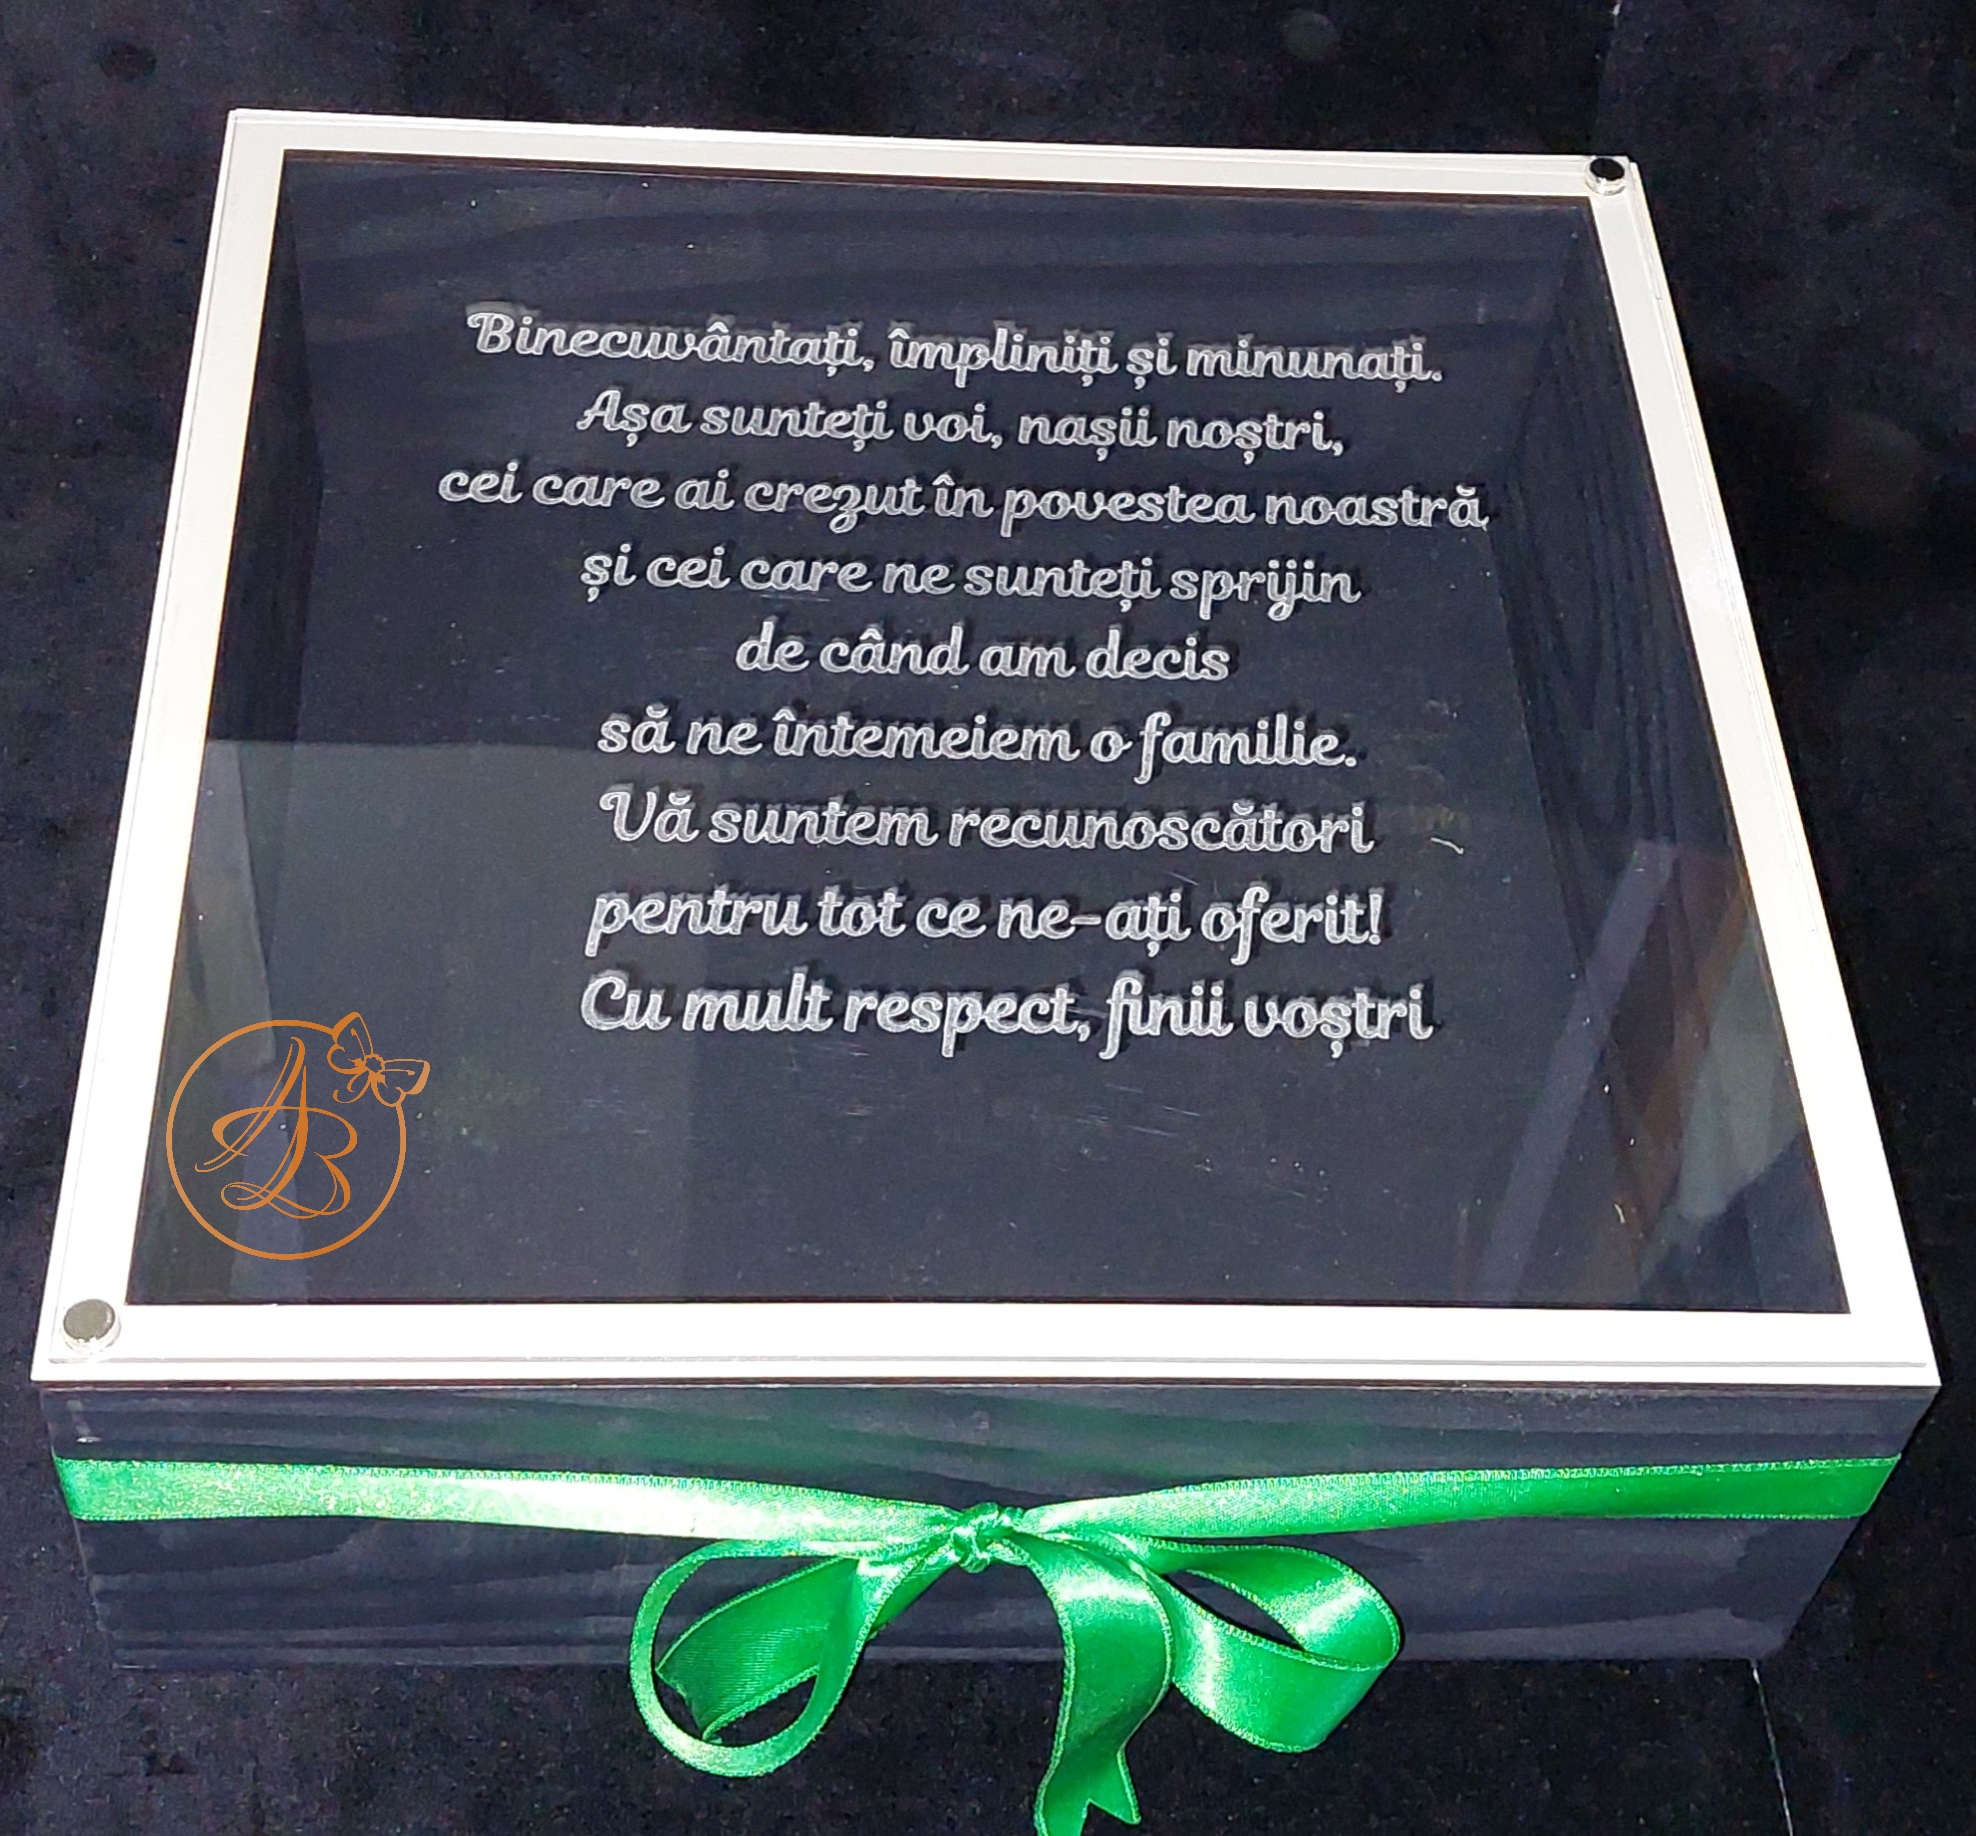 Binecuvântați, împliniți și minunați.
Așa sunteți voi, nașii noștri,
cei care ai crezut în povestea noastră
și cei care ne sunteți sprijin
de când am decis
să ne întemeiem o familie.
Vă suntem recunoscători
pentru tot ce ne-ați oferit!
Cu mult respect, finii voștri
AB